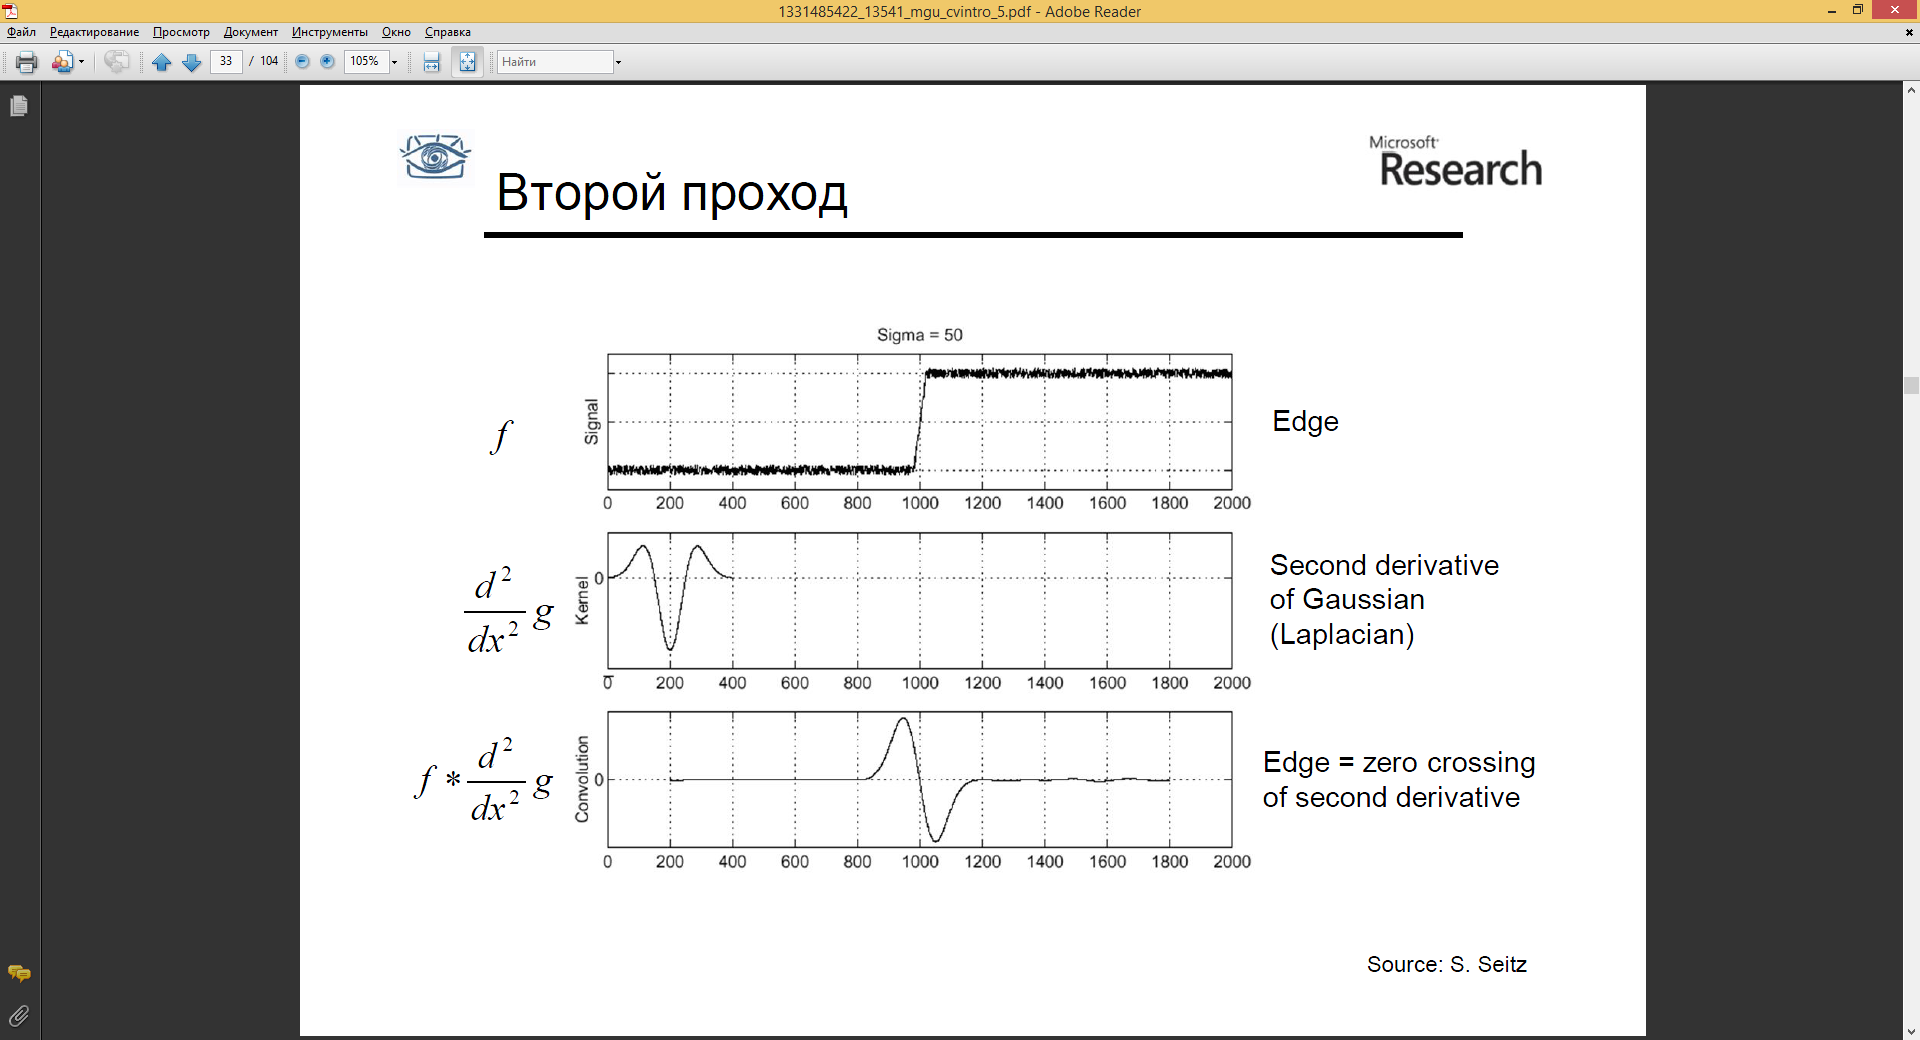 1331485422_13541_mgu_cvintro_5.pdf - Adobe Reader
Файл Редактирование Просмотр Документ Инструменты Окно Справка
33 / 104 105% Найти
Microsoft
Research
Второй проход
Sigma = 50
f
Signal
Edge
0 200 400 600 800 1000 1200 1400 1600 1800 2000
d²/dx² g
Kernel
0
Second derivative
of Gaussian
(Laplacian)
0 200 400 600 800 1000 1200 1400 1600 1800 2000
f * d²/dx² g
Convolution
0
Edge = zero crossing
of second derivative
0 200 400 600 800 1000 1200 1400 1600 1800 2000
Source: S. Seitz